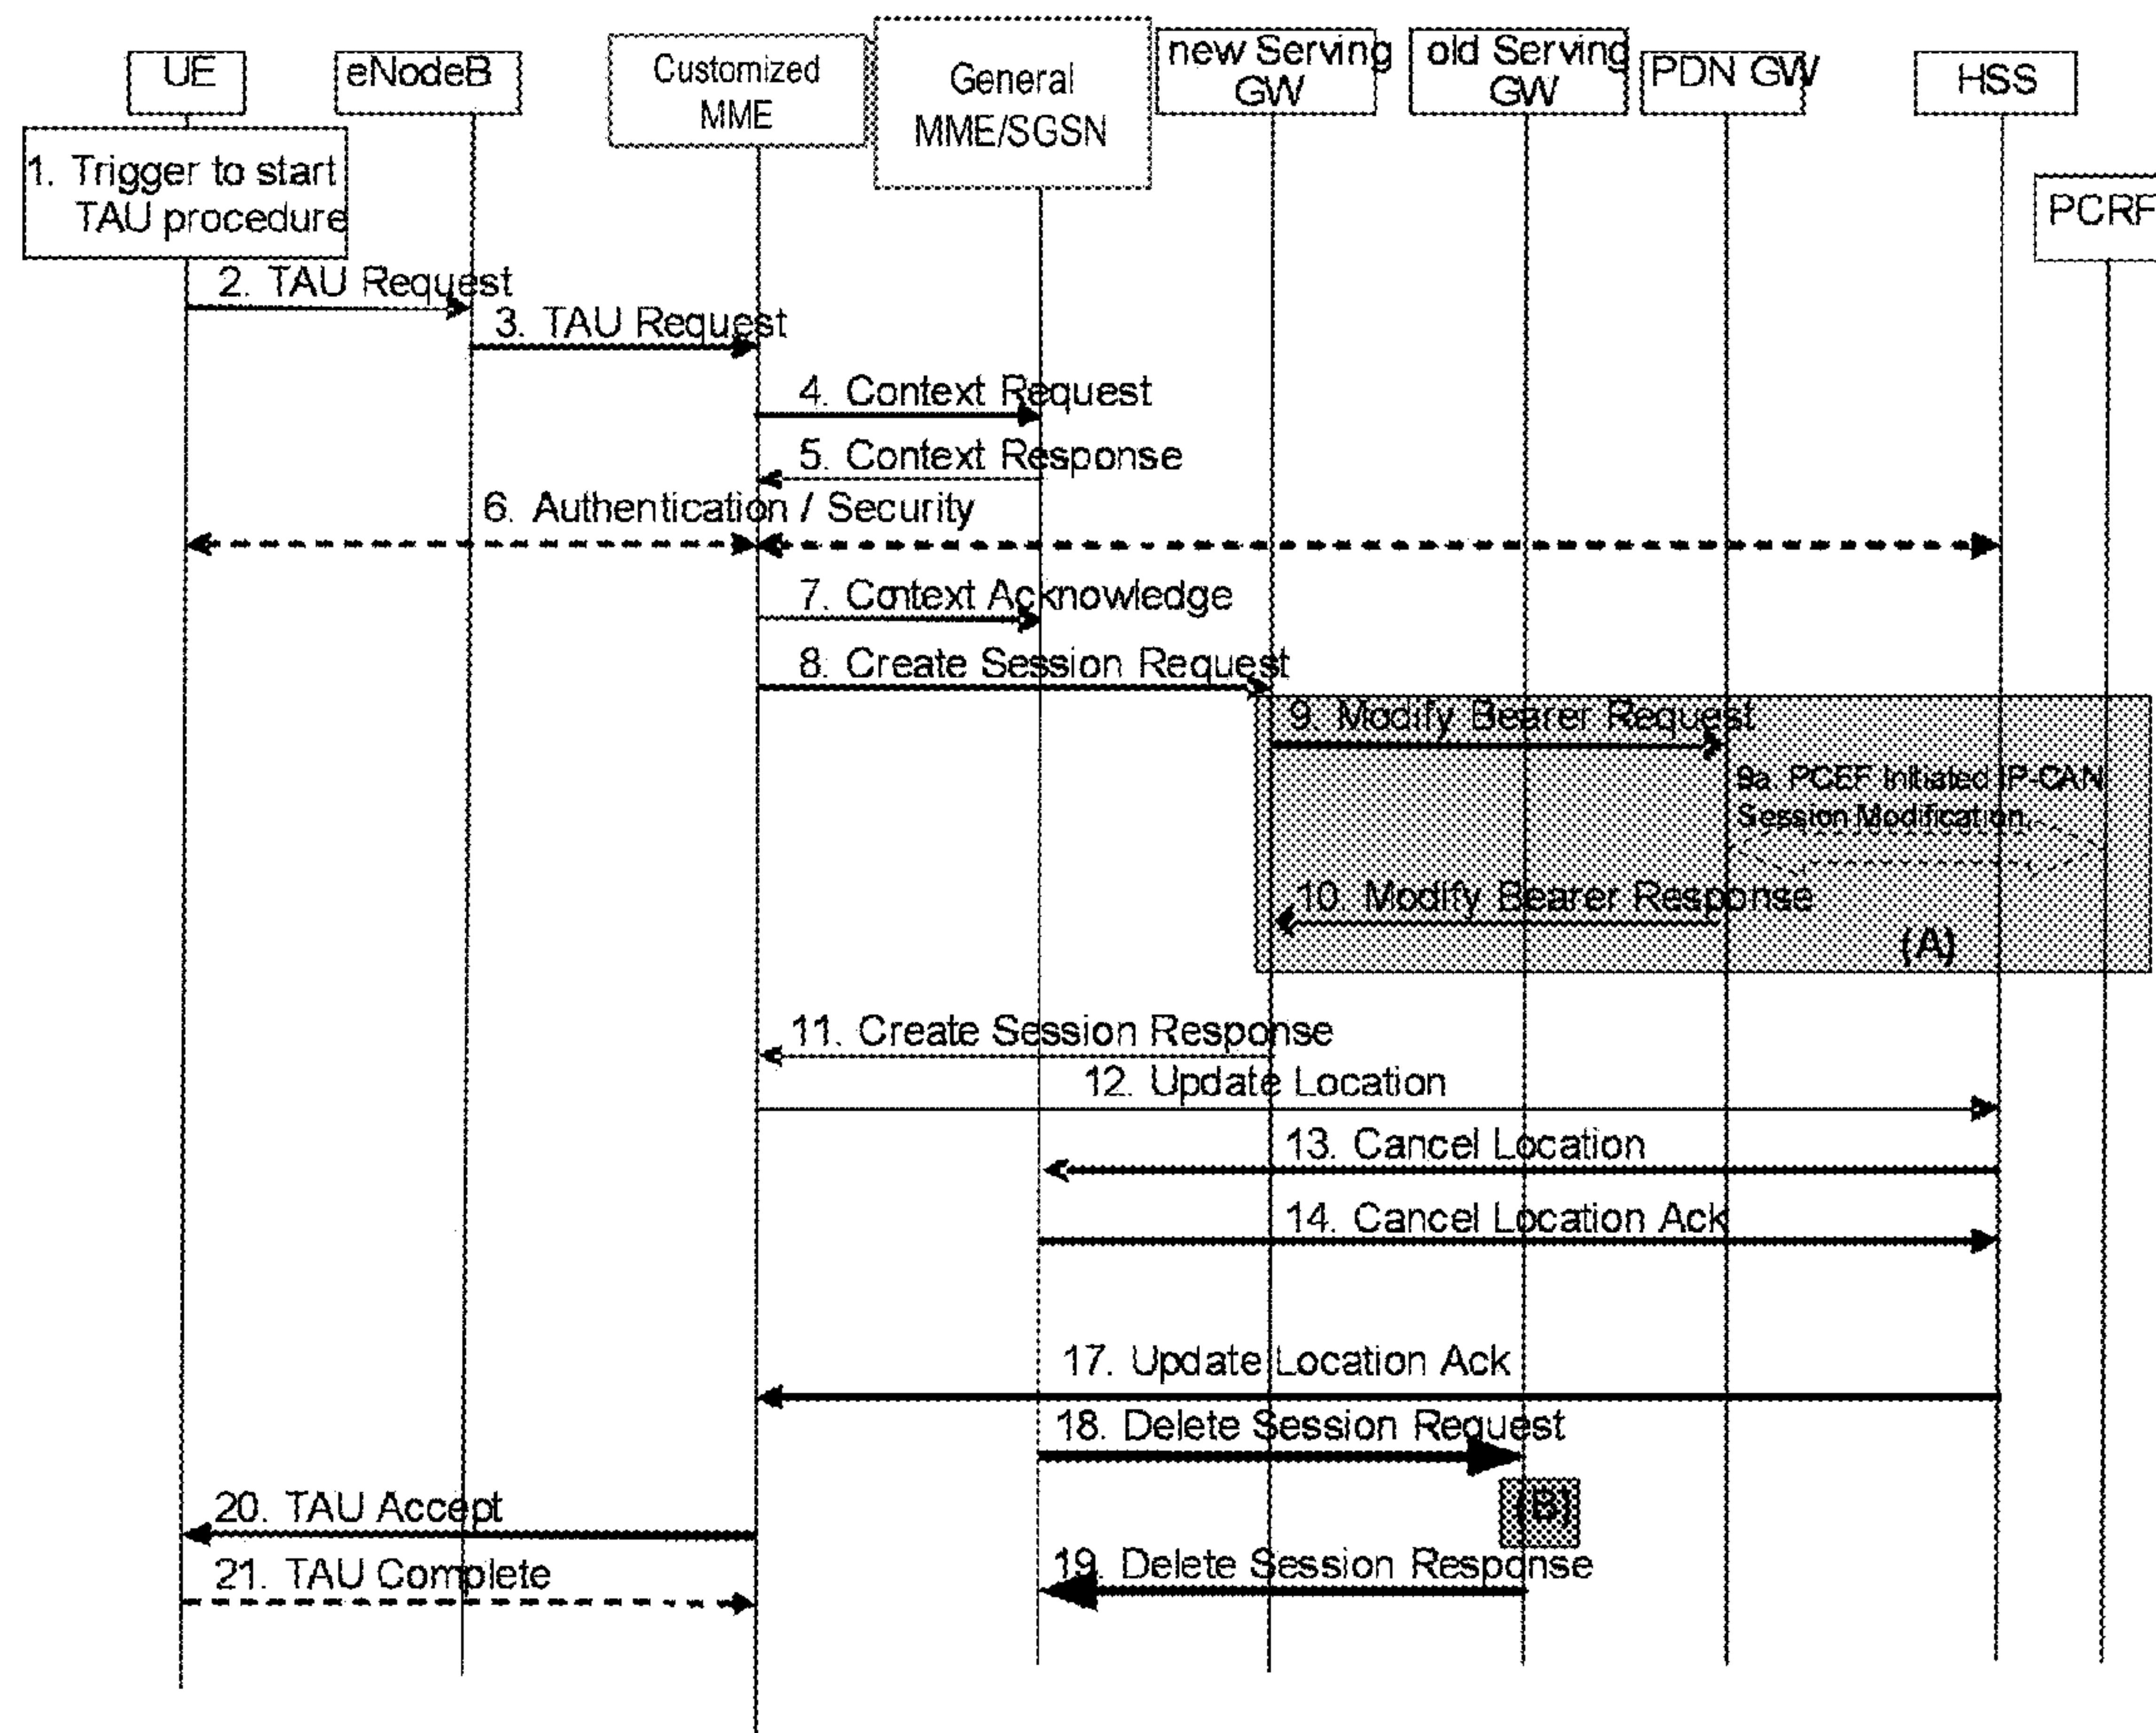 UE
eNodeB
Customized
MME
General
MME/SGSN
new Serving
GW
old Serving
GW
PDN GW
HSS
PCRF
1. Trigger to start
TAU procedure
2. TAU Request
3. TAU Request
4. Context Request
5. Context Response
6. Authentication / Security
7. Context Acknowledge
8. Create Session Request
9. Modify Bearer Request
9a. PCEF Initiated IP-CAN
Session Modification
10. Modify Bearer Response
(A)
11. Create Session Response
12. Update Location
13. Cancel Location
14. Cancel Location Ack
17. Update Location Ack
18. Delete Session Request
(B)
20. TAU Accept
19. Delete Session Response
21. TAU Complete